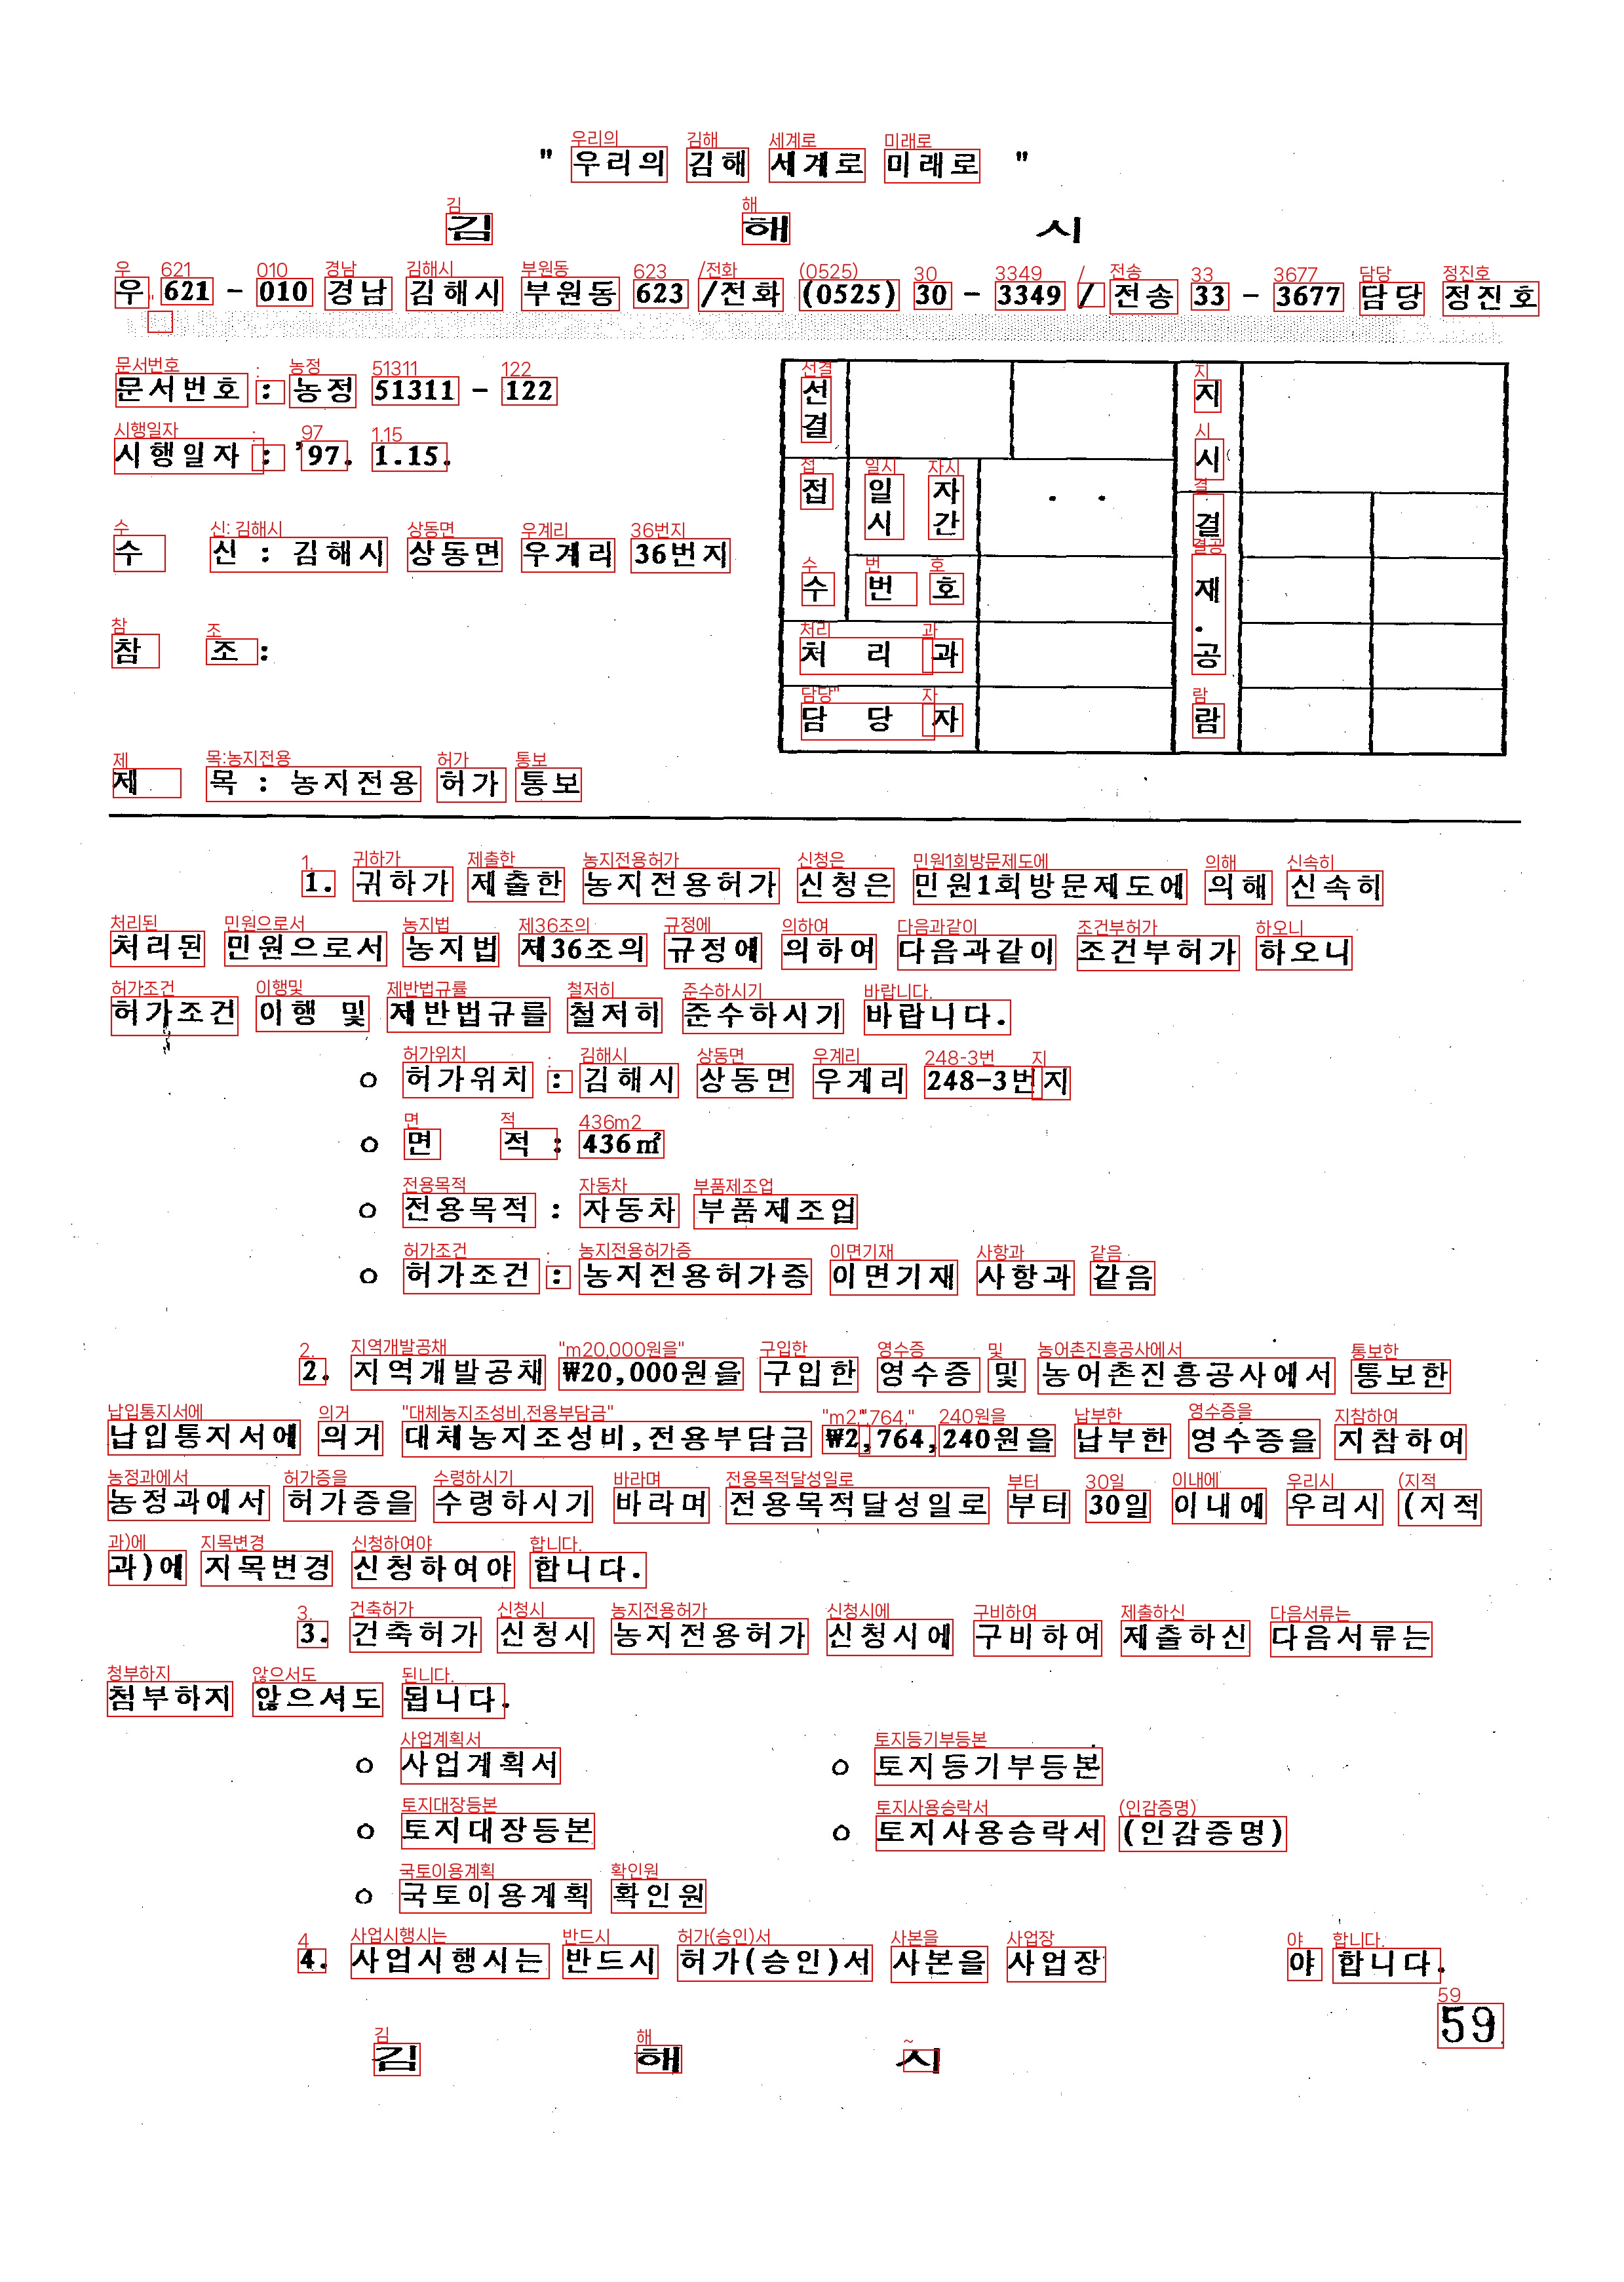 " 우리의 김해 세계로 미래로 "
김 해 시
우 621 - 010 경남 김해시 부원동 623 /전화 (0525) 30 - 3349 / 전송 33 - 3677 담당 정진호
문서번호 : 농정 51311 - 122
시행일자 : '97. 1.15.
수 신 : 김해시 상동면 우계리 36번지
참 조 :
제 목 : 농지전용 허가 통보
선결
접수
일시
자간
번호
처리과
담당자
지시
결재.공람
1. 귀하가 제출한 농지전용허가 신청은 민원1회방문제도에 의해 신속히
처리된 민원으로서 농지법 제36조의 규정에 의하여 다음과같이 조건부허가 하오니
허가조건 이행 및 제반법규를 철저히 준수하시기 바랍니다.
o 허가위치 : 김해시 상동면 우계리 248-3번지
o 면 적 : 436㎡
o 전용목적 : 자동차 부품제조업
o 허가조건 : 농지전용허가증 이면기재 사항과 같음
2. 지역개발공채 ₩20,000원을 구입한 영수증 및 농어촌진흥공사에서 통보한
납입통지서에 의거 대체농지조성비,전용부담금 ₩2,764,240원을 납부한 영수증을 지참하여
농정과에서 허가증을 수령하시기 바라며 전용목적달성일로 부터 30일 이내에 우리시 (지적
과)에 지목변경 신청하여야 합니다.
3. 건축허가 신청시 농지전용허가 신청시에 구비하여 제출하신 다음서류는
첨부하지 않으셔도 됩니다.
o 사업계획서 o 토지등기부등본
o 토지대장등본 o 토지사용승락서 (인감증명)
o 국토이용계획 확인원
4. 사업시행시는 반드시 허가(승인)서 사본을 사업장 야 합니다.
59
김 해 시